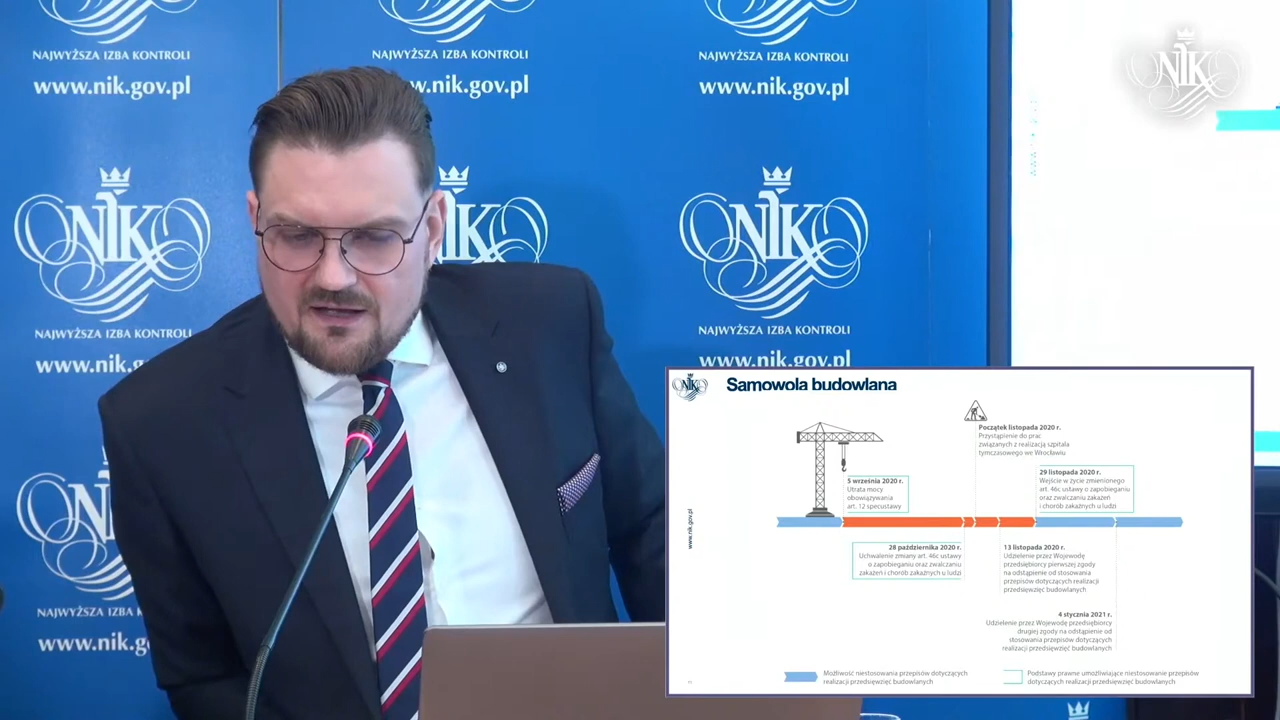 NAJWYŻSZA IZBA KONTROLI
www.nik.gov.pl
NAJWYŻSZA IZBA KONTROLI
www.nik.gov.pl
NAJWYŻSZA IZBA KONTROLI
www.nik.gov.pl
NIK
NIK
NAJWYŻSZA IZBA KONTROLI
www.nik.g
NIK
NIK
NAJWYŻSZA IZBA KONTROLI
www.nik.gov.pl
NIK
NAJWYŻSZA IZBA KONTROLI
NIK
Samowola budowlana
www.nik.gov.pl
Początek listopada 2020 r.
Przystąpienie do prac
związanych z realizacją szpitala
tymczasowego we Wrocławiu
5 września 2020 r.
Utrata mocy
obowiązywania
art. 12 specustawy
29 listopada 2020 r.
Wejście w życie zmienionego
art. 46c ustawy o zapobieganiu
oraz zwalczaniu zakażeń
i chorób zakaźnych u ludzi
28 października 2020 r.
Uchwalenie zmiany art. 46c ustawy
o zapobieganiu oraz zwalczaniu
zakażeń i chorób zakaźnych u ludzi
13 listopada 2020 r.
Udzielenie przez Wojewodę
przedsiębiorcy pierwszej zgody
na odstąpienie od stosowania
przepisów dotyczących realizacji
przedsięwzięć budowlanych
4 stycznia 2021 r.
Udzielenie przez Wojewodę przedsiębiorcy
drugiej zgody na odstąpienie od
stosowania przepisów dotyczących
realizacji przedsięwzięć budowlanych
Możliwość niestosowania przepisów dotyczących
realizacji przedsięwzięć budowlanych
Podstawy prawne umożliwiające niestosowanie przepisów
dotyczących realizacji przedsięwzięć budowlanych